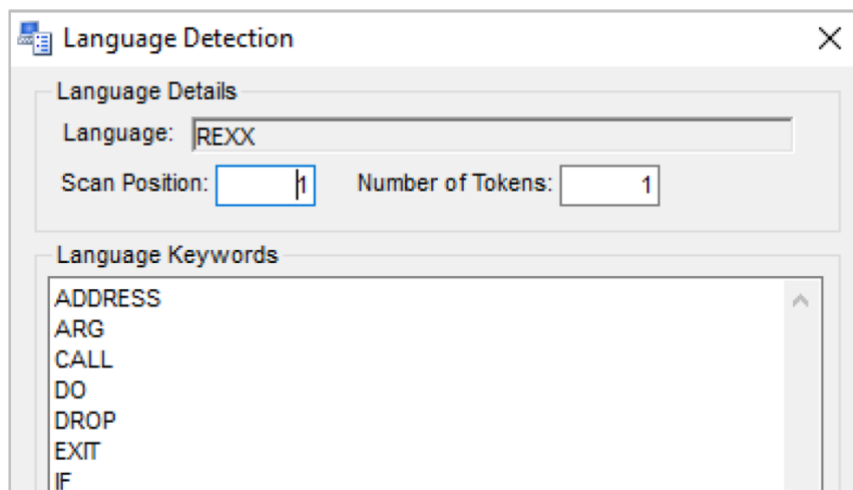 Language Detection
Language Details
Language: REXX
Scan Position: 1 Number of Tokens: 1
Language Keywords
ADDRESS
ARG
CALL
DO
DROP
EXIT
IF